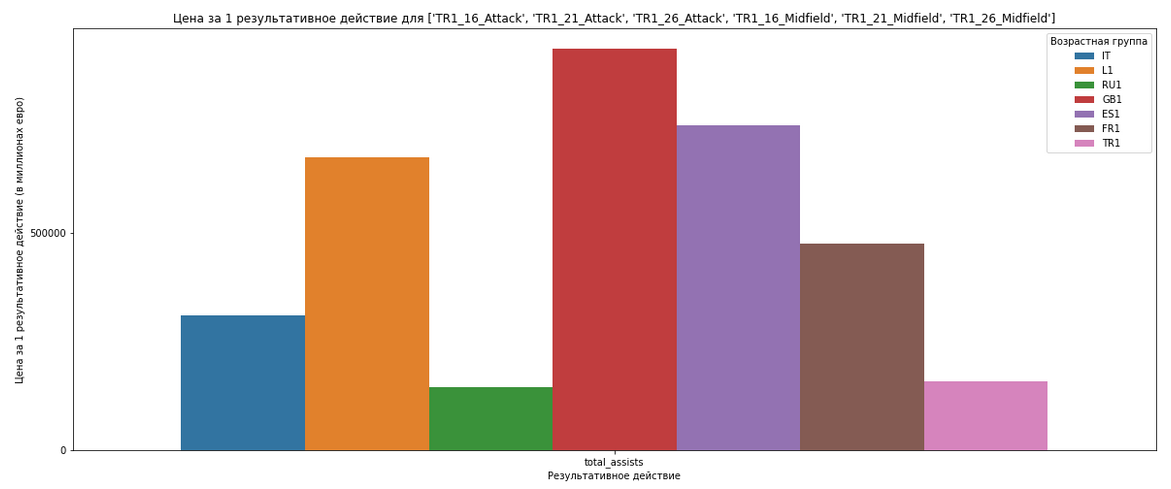 Цена за 1 результативное действие для ['TR1_16_Attack', 'TR1_21_Attack', 'TR1_26_Attack', 'TR1_16_Midfield', 'TR1_21_Midfield', 'TR1_26_Midfield']
Возрастная группа
IT
L1
RU1
GB1
ES1
FR1
TR1
Цена за 1 результативное действие (в миллионах евро)
500000
0
total_assists
Результативное действие